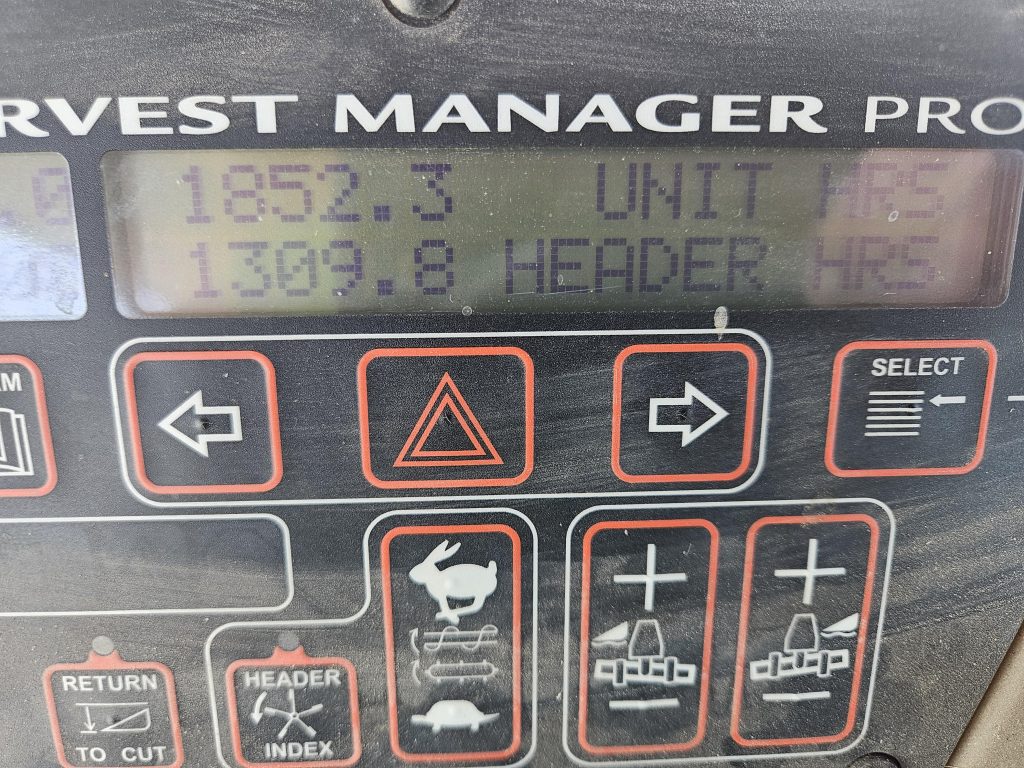 RVEST MANAGER PRO
1852.3 UNIT HRS
1309.8 HEADER HRS
SELECT
RETURN
TO CUT
HEADER
INDEX